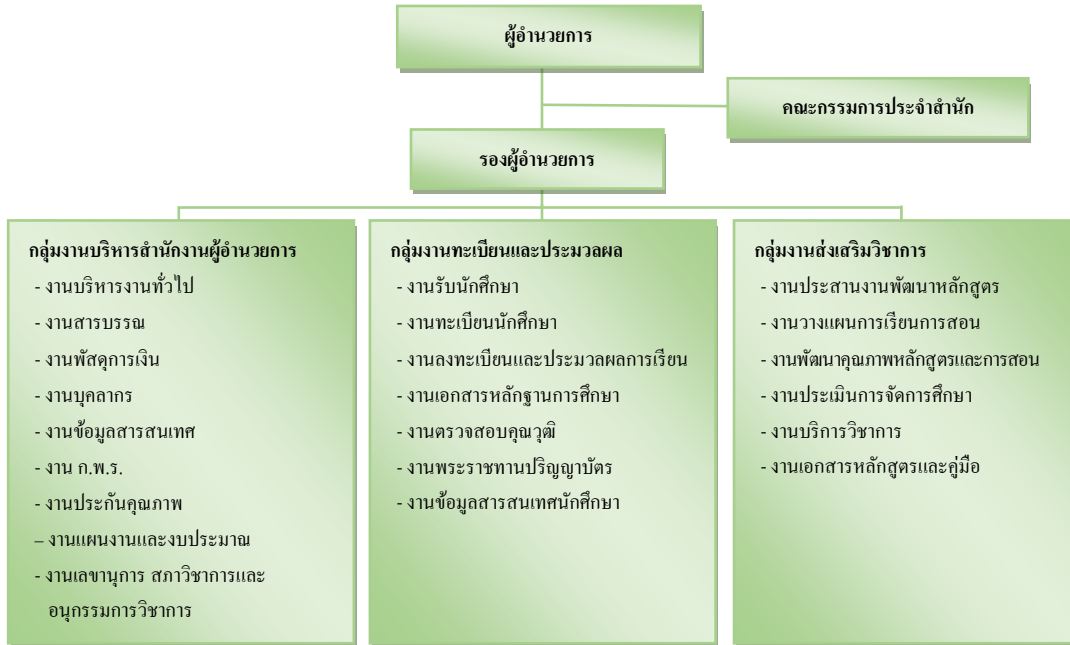 ผู้อำนวยการ
คณะกรรมการประจำสำนัก
รองผู้อำนวยการ
กลุ่มงานบริหารสำนักงานผู้อำนวยการ
- งานบริหารงานทั่วไป
- งานสารบรรณ
- งานพัสดุการเงิน
- งานบุคลากร
- งานข้อมูลสารสนเทศ
- งาน ก.พ.ร.
- งานประกันคุณภาพ
– งานแผนงานและงบประมาณ
- งานเลขานุการ สภาวิชาการและ
อนุกรรมการวิชาการ
กลุ่มงานทะเบียนและประมวลผล
- งานรับนักศึกษา
- งานทะเบียนนักศึกษา
- งานลงทะเบียนและประมวลผลการเรียน
- งานเอกสารหลักฐานการศึกษา
- งานตรวจสอบคุณวุฒิ
- งานพระราชทานปริญญาบัตร
- งานข้อมูลสารสนเทศนักศึกษา
กลุ่มงานส่งเสริมวิชาการ
- งานประสานงานพัฒนาหลักสูตร
- งานวางแผนการเรียนการสอน
- งานพัฒนาคุณภาพหลักสูตรและการสอน
- งานประเมินการจัดการศึกษา
- งานบริการวิชาการ
- งานเอกสารหลักสูตรและคู่มือ